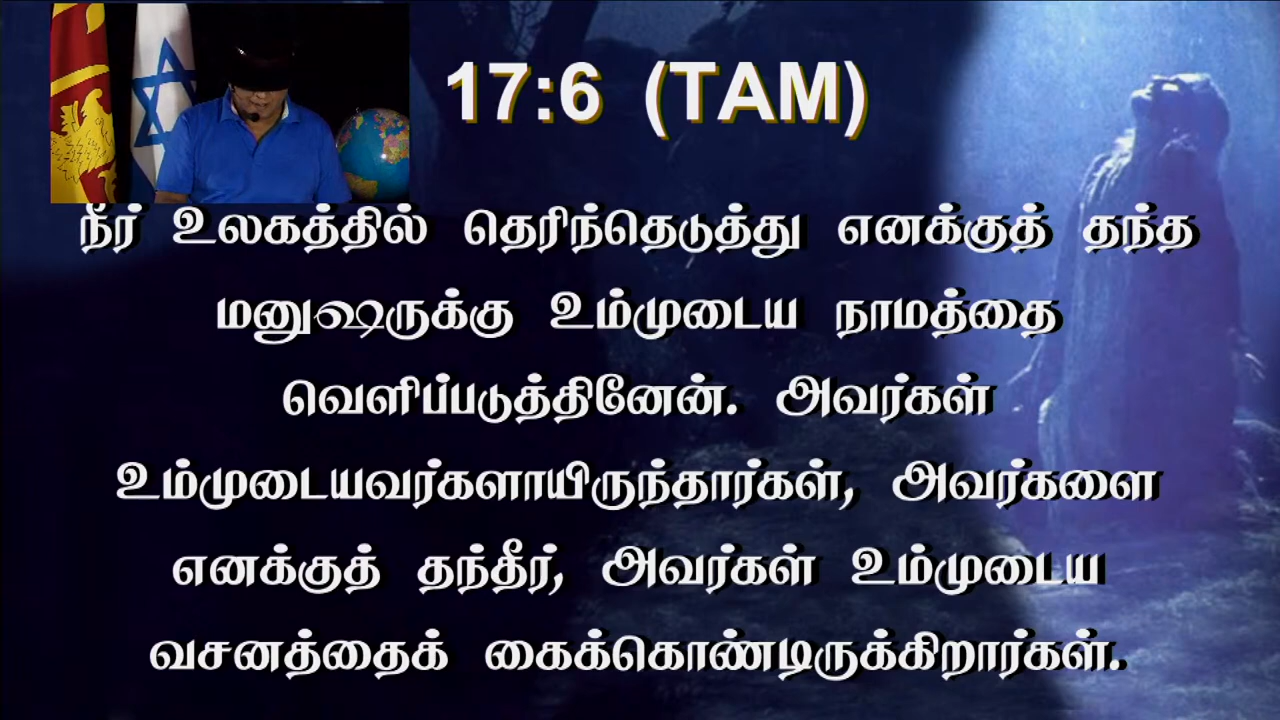 17:6 (TAM)
நீர் உலகத்தில் தெரிந்தெடுத்து எனக்குத் தந்த
மனுஷருக்கு உம்முடைய நாமத்தை
வெளிப்படுத்தினேன். அவர்கள்
உம்முடையவர்களாயிருந்தார்கள், அவர்களை
எனக்குத் தந்தீர், அவர்கள் உம்முடைய
வசனத்தைக் கைக்கொண்டிருக்கிறார்கள்.